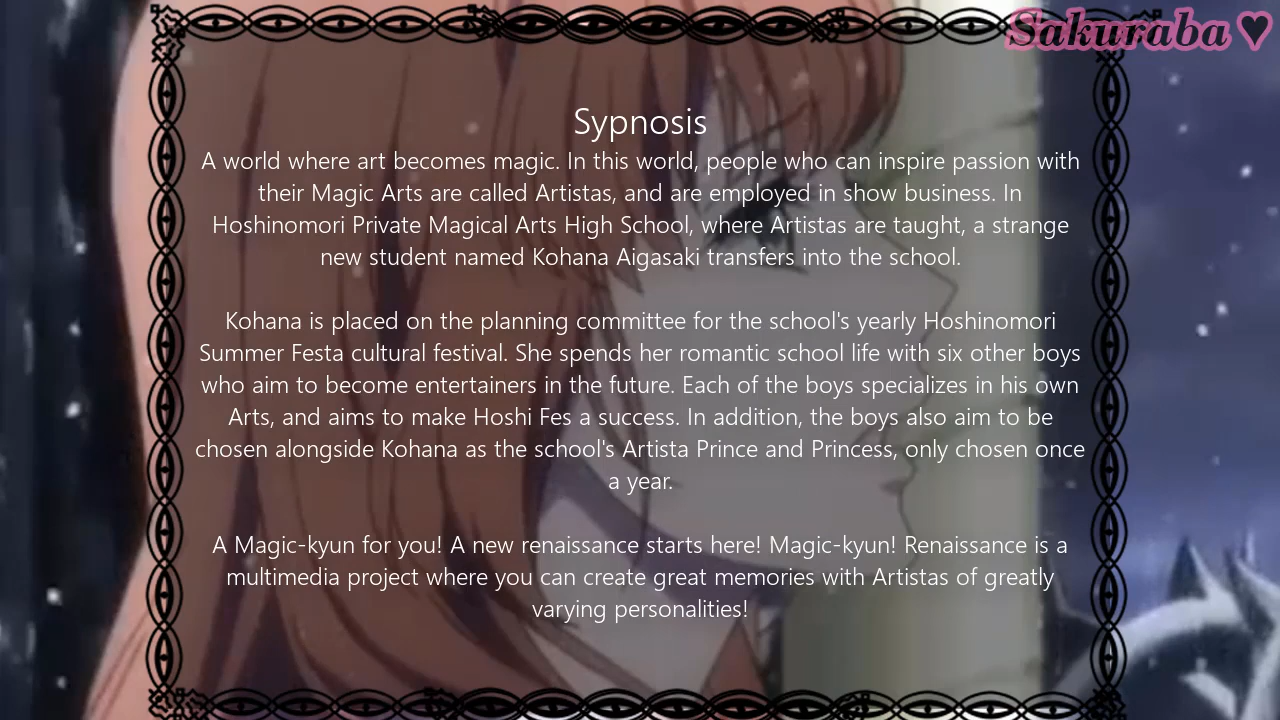 Sakuraba ♥
Sypnosis
A world where art becomes magic. In this world, people who can inspire passion with
their Magic Arts are called Artistas, and are employed in show business. In
Hoshinomori Private Magical Arts High School, where Artistas are taught, a strange
new student named Kohana Aigasaki transfers into the school.
Kohana is placed on the planning committee for the school's yearly Hoshinomori
Summer Festa cultural festival. She spends her romantic school life with six other boys
who aim to become entertainers in the future. Each of the boys specializes in his own
Arts, and aims to make Hoshi Fes a success. In addition, the boys also aim to be
chosen alongside Kohana as the school's Artista Prince and Princess, only chosen once
a year.
A Magic-kyun for you! A new renaissance starts here! Magic-kyun! Renaissance is a
multimedia project where you can create great memories with Artistas of greatly
varying personalities!